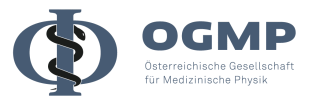 OGMP
Österreichische Gesellschaft
für Medizinische Physik